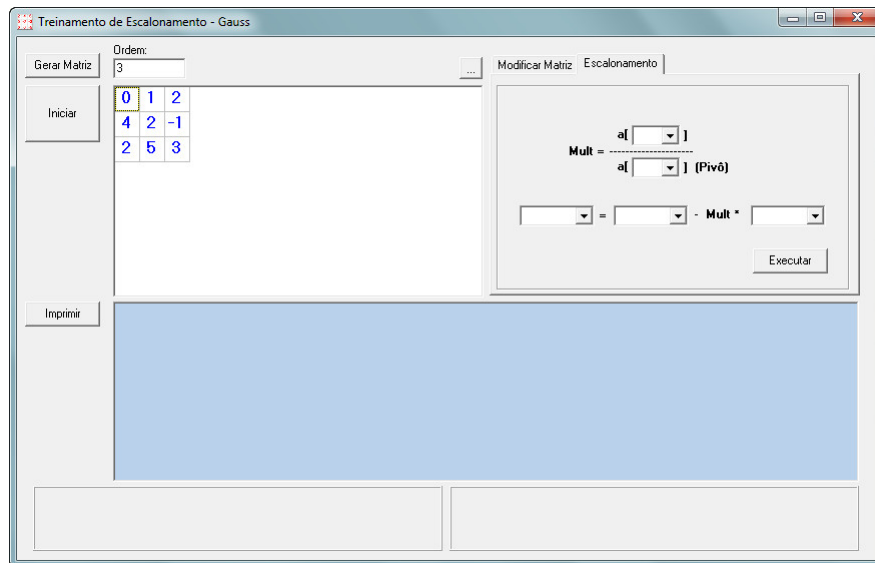 Treinamento de Escalonamento - Gauss
Gerar Matriz
Ordem:
3
...
Modificar Matriz Escalonamento
Iniciar
0 1 2
4 2 -1
2 5 3
a[ ]
Mult = --------------------
a[ ] (Pivô)
= - Mult *
Executar
Imprimir